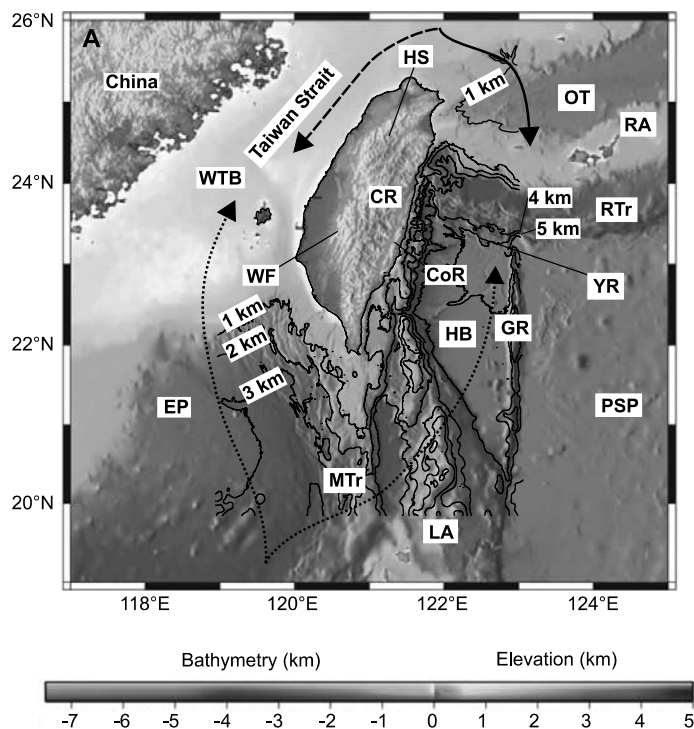 26°E
A
HS
China
Taiwan Strait
1 km
OT
RA
24°E
WTB
4 km
CR
RTr
5 km
WF
CoR
YR
1 km
22°E
2 km
HB
GR
3 km
EP
PSP
20°E
MTr
LA
118°E 120°E 122°E 124°E
Bathymetry (km) Elevation (km)
-7 -6 -5 -4 -3 -2 -1 0 1 2 3 4 5